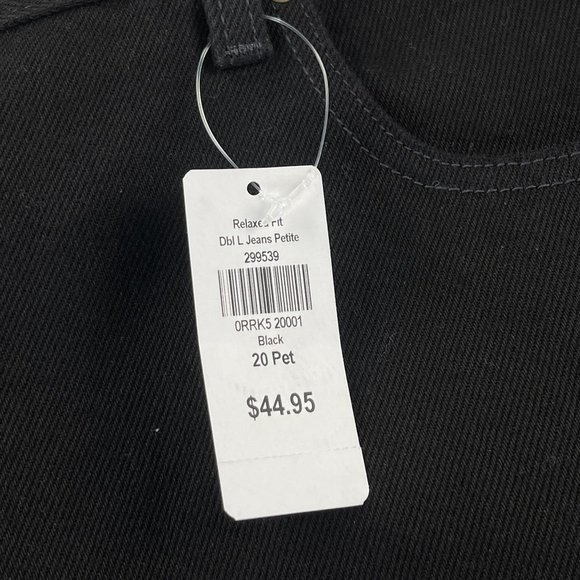 Relaxed Fit
Dbl L Jeans Petite
299539
0RRK5 20001
Black
20 Pet
$44.95